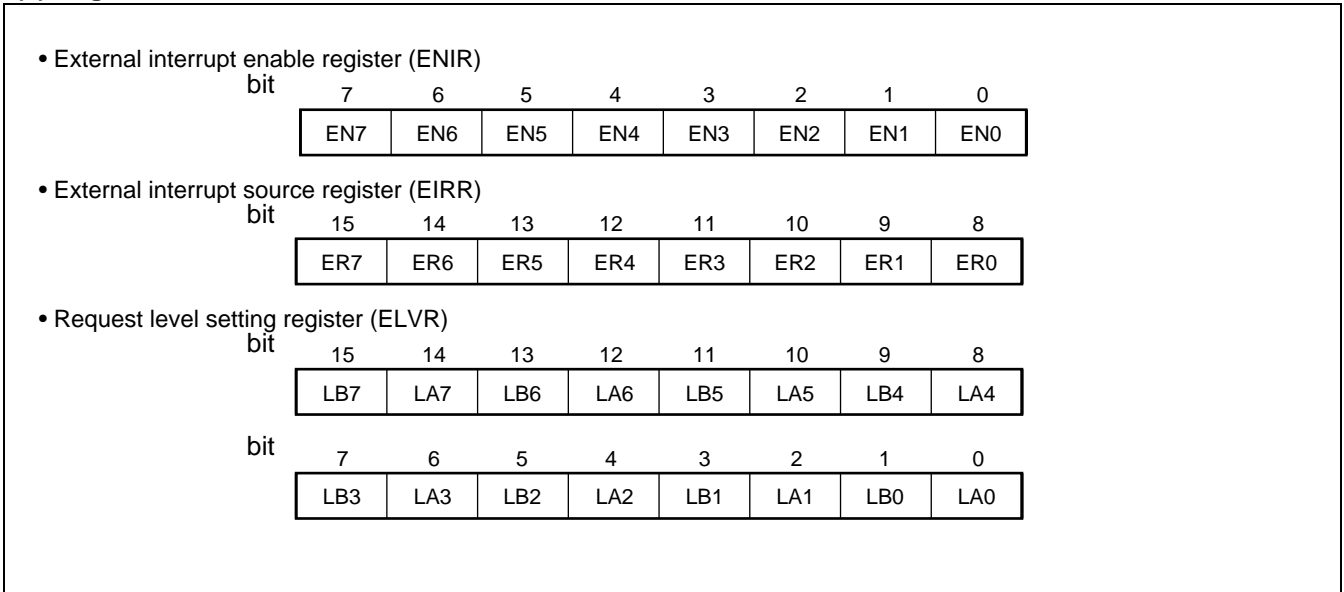 • External interrupt enable register (ENIR)
bit 7 6 5 4 3 2 1 0
EN7 EN6 EN5 EN4 EN3 EN2 EN1 EN0
• External interrupt source register (EIRR)
bit 15 14 13 12 11 10 9 8
ER7 ER6 ER5 ER4 ER3 ER2 ER1 ER0
• Request level setting register (ELVR)
bit 15 14 13 12 11 10 9 8
LB7 LA7 LB6 LA6 LB5 LA5 LB4 LA4
bit 7 6 5 4 3 2 1 0
LB3 LA3 LB2 LA2 LB1 LA1 LB0 LA0